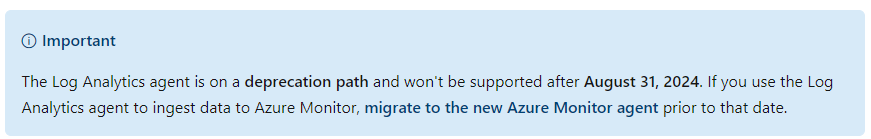 Important
The Log Analytics agent is on a deprecation path and won't be supported after August 31, 2024. If you use the Log
Analytics agent to ingest data to Azure Monitor, migrate to the new Azure Monitor agent prior to that date.